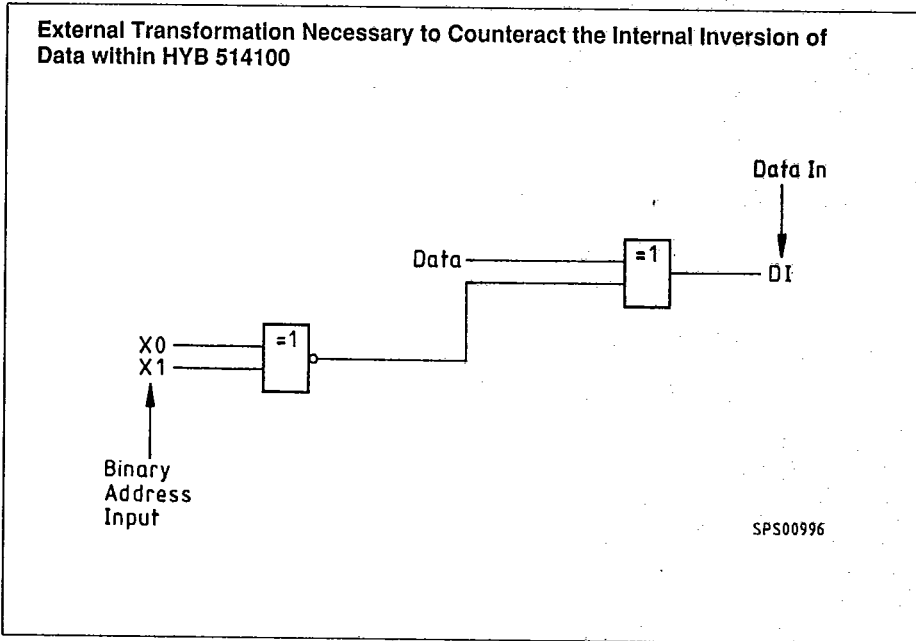 External Transformation Necessary to Counteract the Internal Inversion of
Data within HYB 514100
Data In
Data
=1
DI
X0
X1
=1
Binary
Address
Input
SPS00996